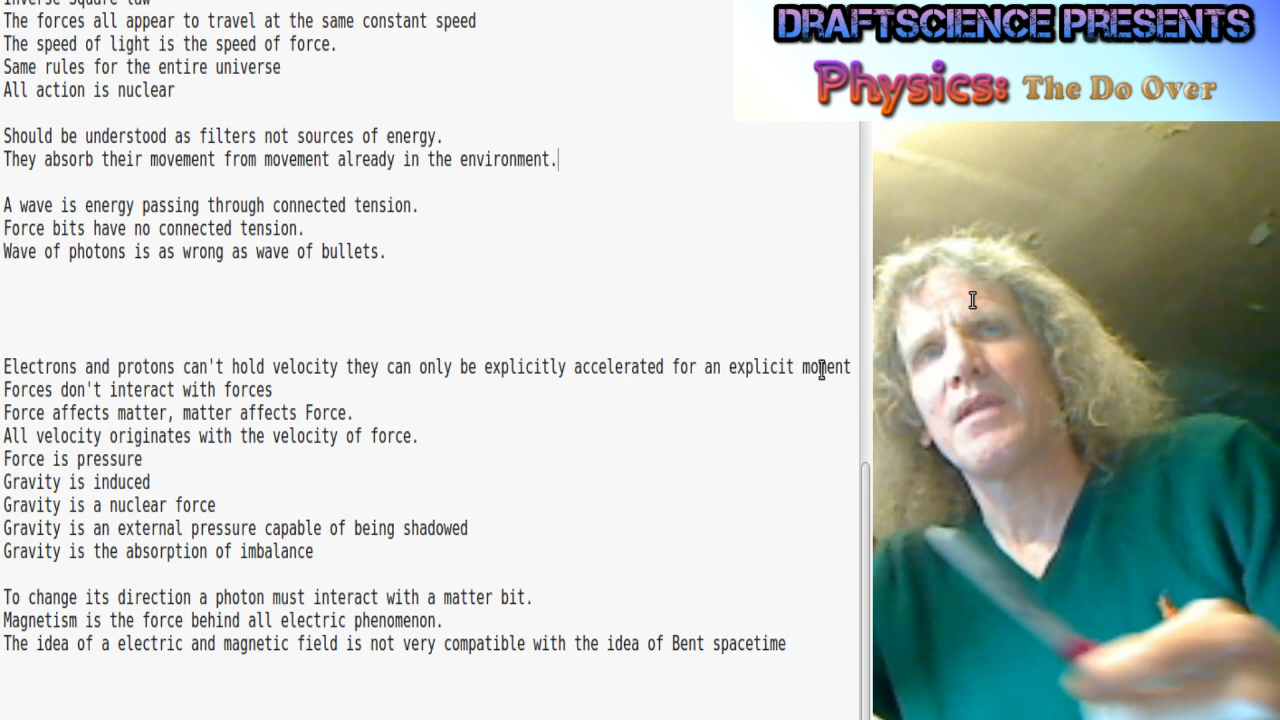 Inverse Square law
The forces all appear to travel at the same constant speed
The speed of light is the speed of force.
Same rules for the entire universe
All action is nuclear
Should be understood as filters not sources of energy.
They absorb their movement from movement already in the environment.
A wave is energy passing through connected tension.
Force bits have no connected tension.
Wave of photons is as wrong as wave of bullets.
Electrons and protons can't hold velocity they can only be explicitly accelerated for an explicit moment
Forces don't interact with forces
Force affects matter, matter affects Force.
All velocity originates with the velocity of force.
Force is pressure
Gravity is induced
Gravity is a nuclear force
Gravity is an external pressure capable of being shadowed
Gravity is the absorption of imbalance
To change its direction a photon must interact with a matter bit.
Magnetism is the force behind all electric phenomenon.
The idea of a electric and magnetic field is not very compatible with the idea of Bent spacetime
DRAFTSCIENCE PRESENTS
Physics: The Do Over